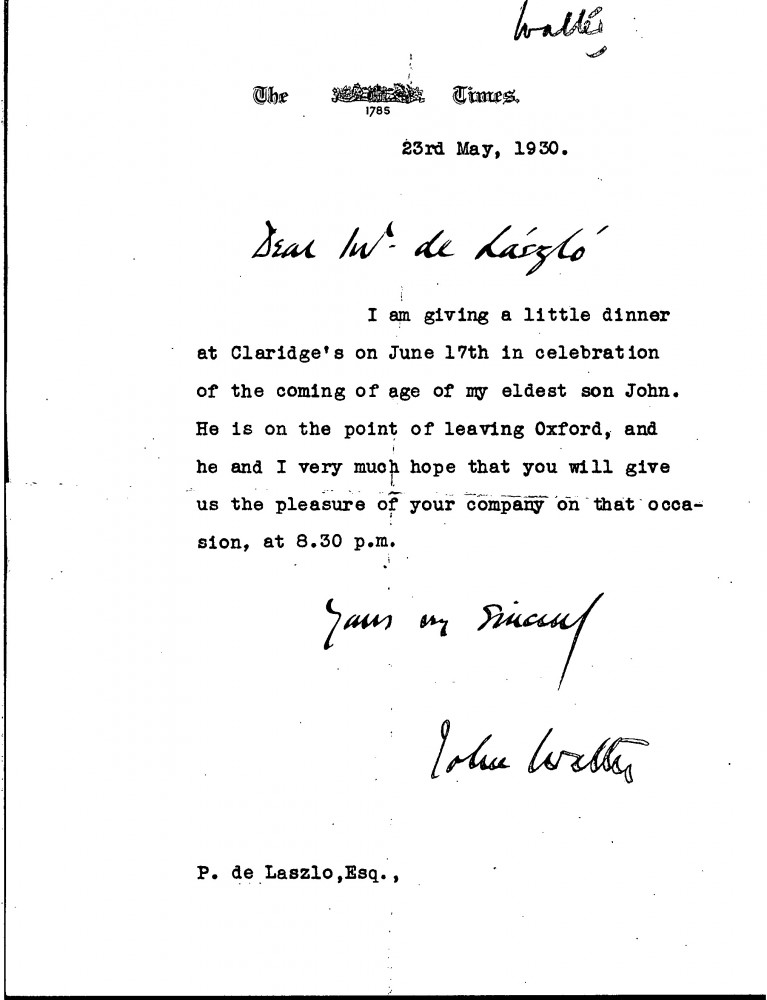 Walter
The Times.
1785
23rd May, 1930.
Dear Mr. de László
I am giving a little dinner
at Claridge's on June 17th in celebration
of the coming of age of my eldest son John.
He is on the point of leaving Oxford, and
he and I very much hope that you will give
us the pleasure of your company on that occa-
sion, at 8.30 p.m.
Yours very sincerely
John Walter
P. de Laszlo,Esq.,